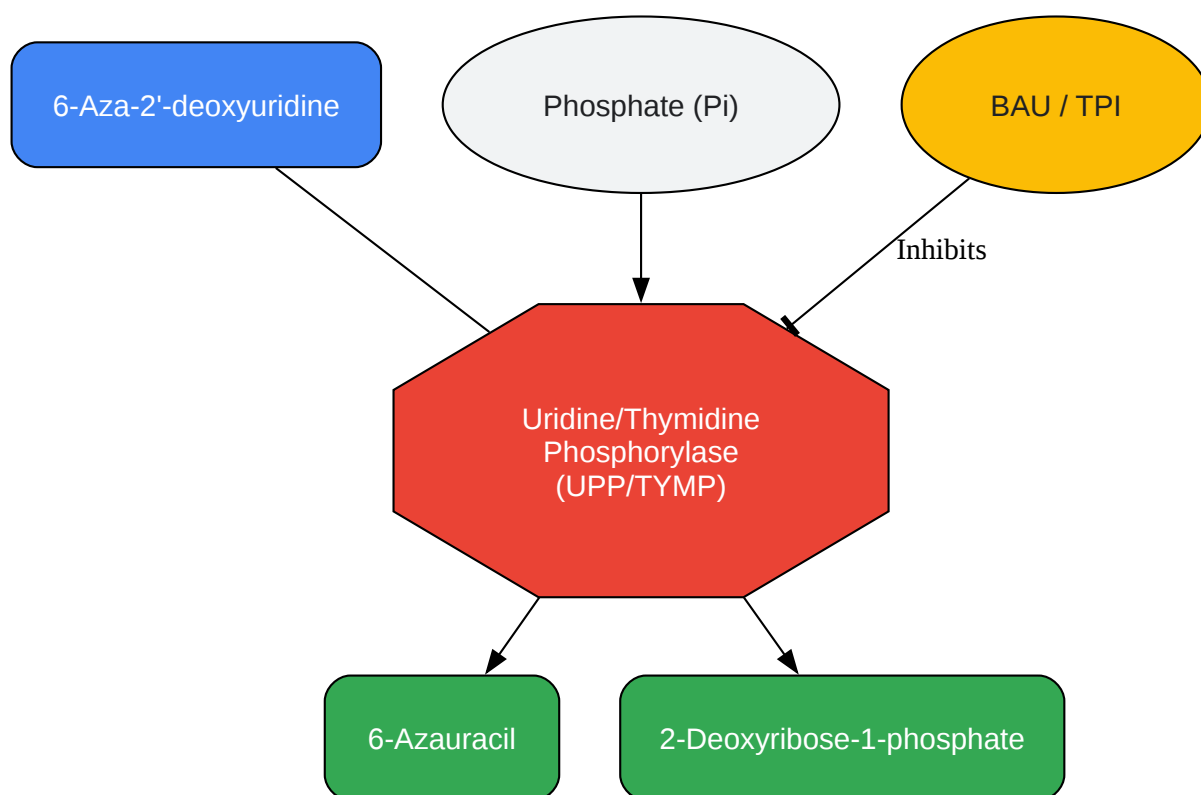 6-Aza-2'-deoxyuridine
Phosphate (Pi)
BAU / TPI
Inhibits
Uridine/Thymidine
Phosphorylase
(UPP/TYMP)
6-Azauracil
2-Deoxyribose-1-phosphate